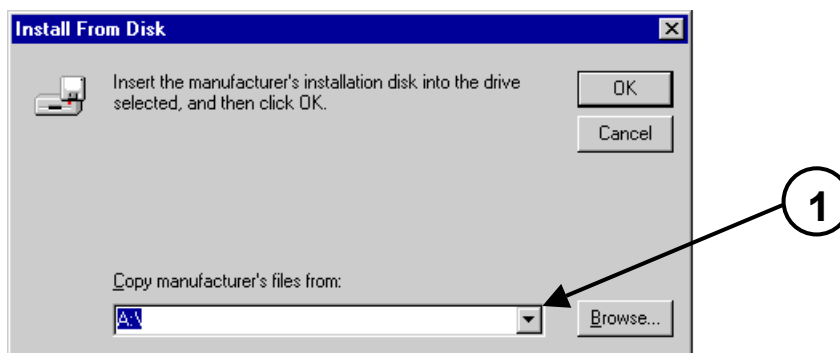 Install From Disk
Insert the manufacturer's installation disk into the drive
selected, and then click OK.
OK
Cancel
1
Copy manufacturer's files from:
A:\
Browse...